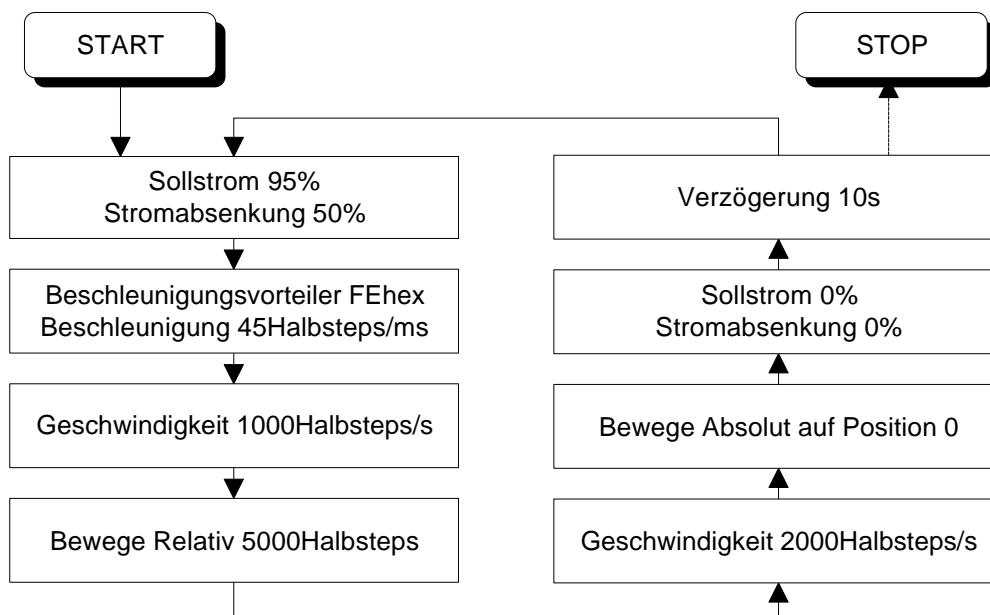 START
Sollstrom 95%
Stromabsenkung 50%
Beschleunigungsvorteiler FEhex
Beschleunigung 45Halbsteps/ms
Geschwindigkeit 1000Halbsteps/s
Bewege Relativ 5000Halbsteps
STOP
Verzögerung 10s
Sollstrom 0%
Stromabsenkung 0%
Bewege Absolut auf Position 0
Geschwindigkeit 2000Halbsteps/s